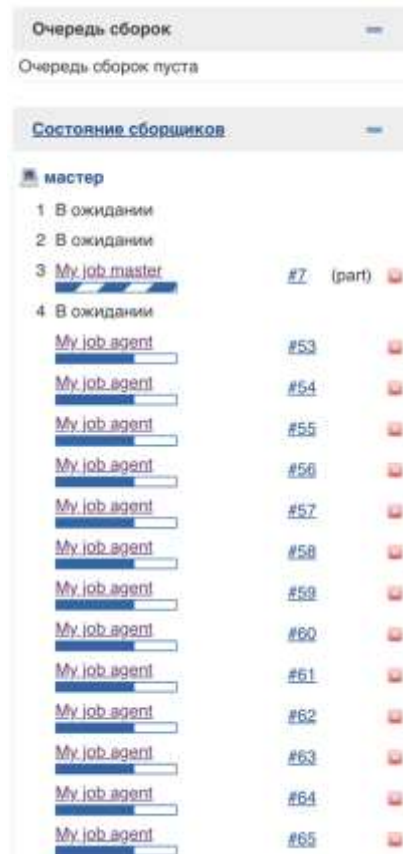 Очередь сборок
Очередь сборок пуста
Состояние сборщиков
мастер
1 В ожидании
2 В ожидании
3 My job master #7 (part)
4 В ожидании
My job agent #53
My job agent #54
My job agent #55
My job agent #56
My job agent #57
My job agent #58
My job agent #59
My job agent #60
My job agent #61
My job agent #62
My job agent #63
My job agent #64
My job agent #65